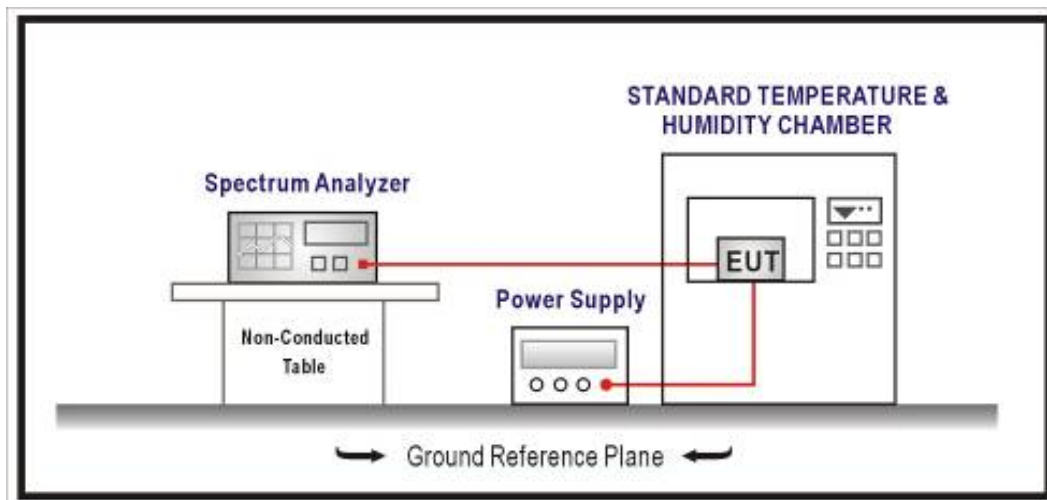 STANDARD TEMPERATURE &
HUMIDITY CHAMBER
Spectrum Analyzer
EUT
Power Supply
Non-Conducted
Table
Ground Reference Plane